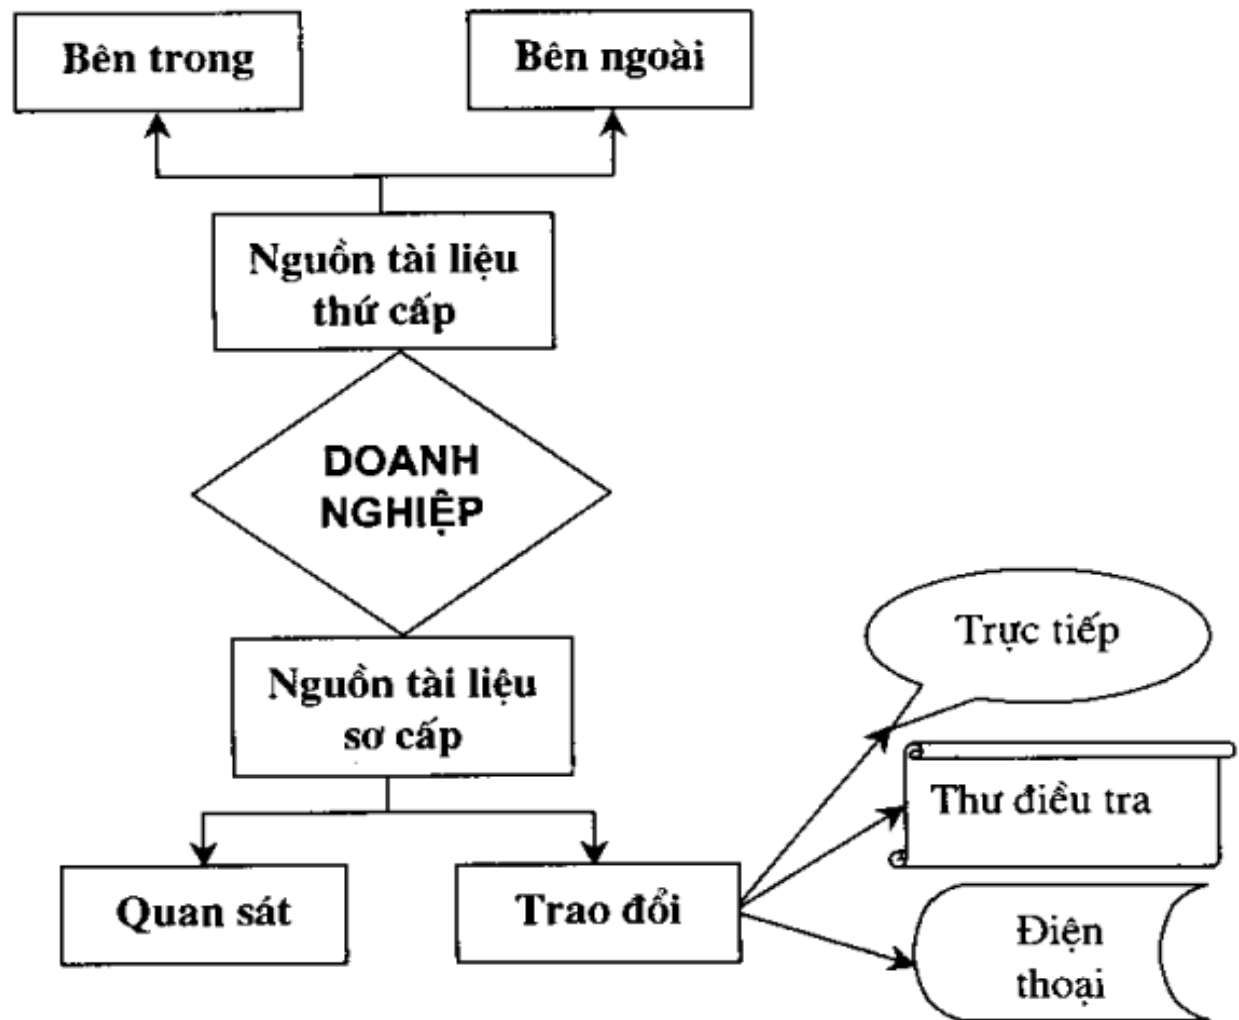 Bên trong
Bên ngoài
Nguồn tài liệu
thứ cấp
DOANH
NGHIỆP
Nguồn tài liệu
sơ cấp
Trực tiếp
Thư điều tra
Quan sát
Trao đổi
Điện
thoại